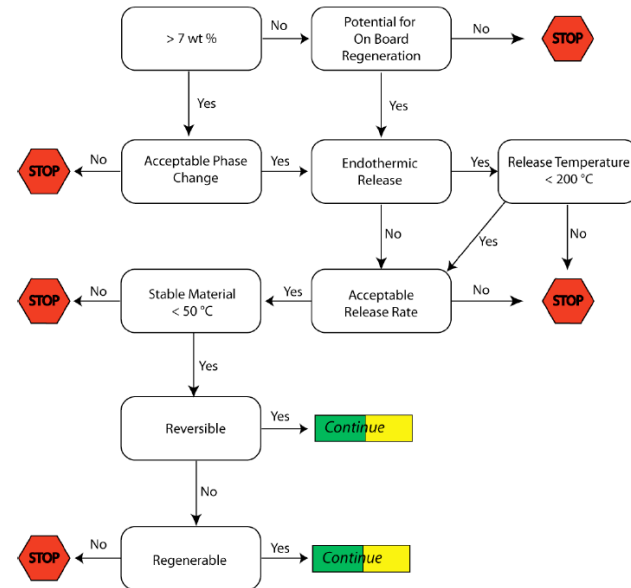 > 7 wt %
No
Potential for
On Board
Regeneration
No
STOP
Yes
Yes
STOP
No
Acceptable Phase
Change
Yes
Endothermic
Release
Yes
Release Temperature
< 200 °C
No
Yes
No
STOP
No
Stable Material
< 50 °C
Yes
Acceptable
Release Rate
No
STOP
Yes
Reversible
Yes
Continue
No
STOP
No
Regenerable
Yes
Continue